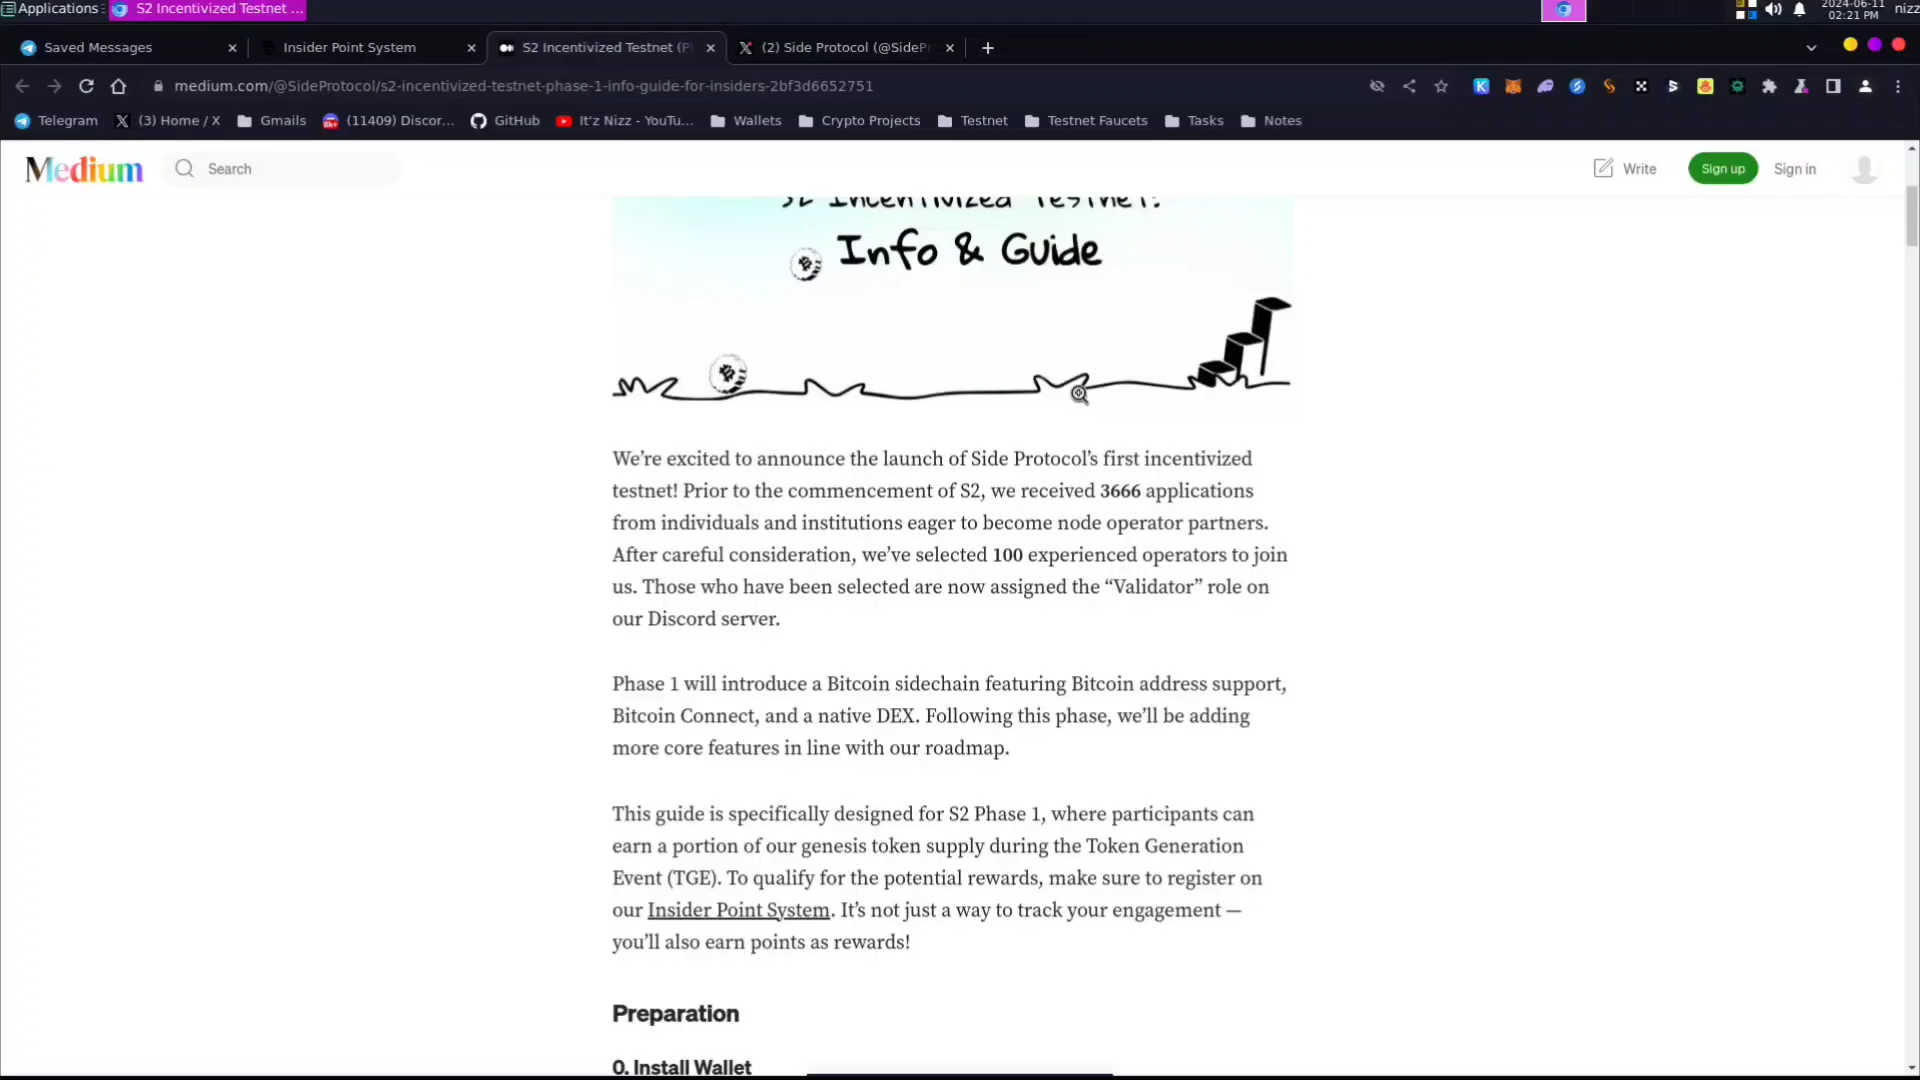 Applications
S2 Incentivized Testnet ...
2024-06-11
02:21 PM
nizz
Saved Messages
Insider Point System
S2 Incentivized Testnet (P
(2) Side Protocol (@SideP
medium.com/@SideProtocol/s2-incentivized-testnet-phase-1-info-guide-for-insiders-2bf3d6652751
Telegram
(3) Home / X
Gmails
(11409) Discor...
GitHub
It'z Nizz - YouTu...
Wallets
Crypto Projects
Testnet
Testnet Faucets
Tasks
Notes
Medium
Search
Write
Sign up
Sign in
S2 Incentivized Testnet:
Info & Guide
We’re excited to announce the launch of Side Protocol’s first incentivized
testnet! Prior to the commencement of S2, we received 3666 applications
from individuals and institutions eager to become node operator partners.
After careful consideration, we’ve selected 100 experienced operators to join
us. Those who have been selected are now assigned the “Validator” role on
our Discord server.
Phase 1 will introduce a Bitcoin sidechain featuring Bitcoin address support,
Bitcoin Connect, and a native DEX. Following this phase, we’ll be adding
more core features in line with our roadmap.
This guide is specifically designed for S2 Phase 1, where participants can
earn a portion of our genesis token supply during the Token Generation
Event (TGE). To qualify for the potential rewards, make sure to register on
our Insider Point System. It’s not just a way to track your engagement —
you’ll also earn points as rewards!
Preparation
0. Install Wallet